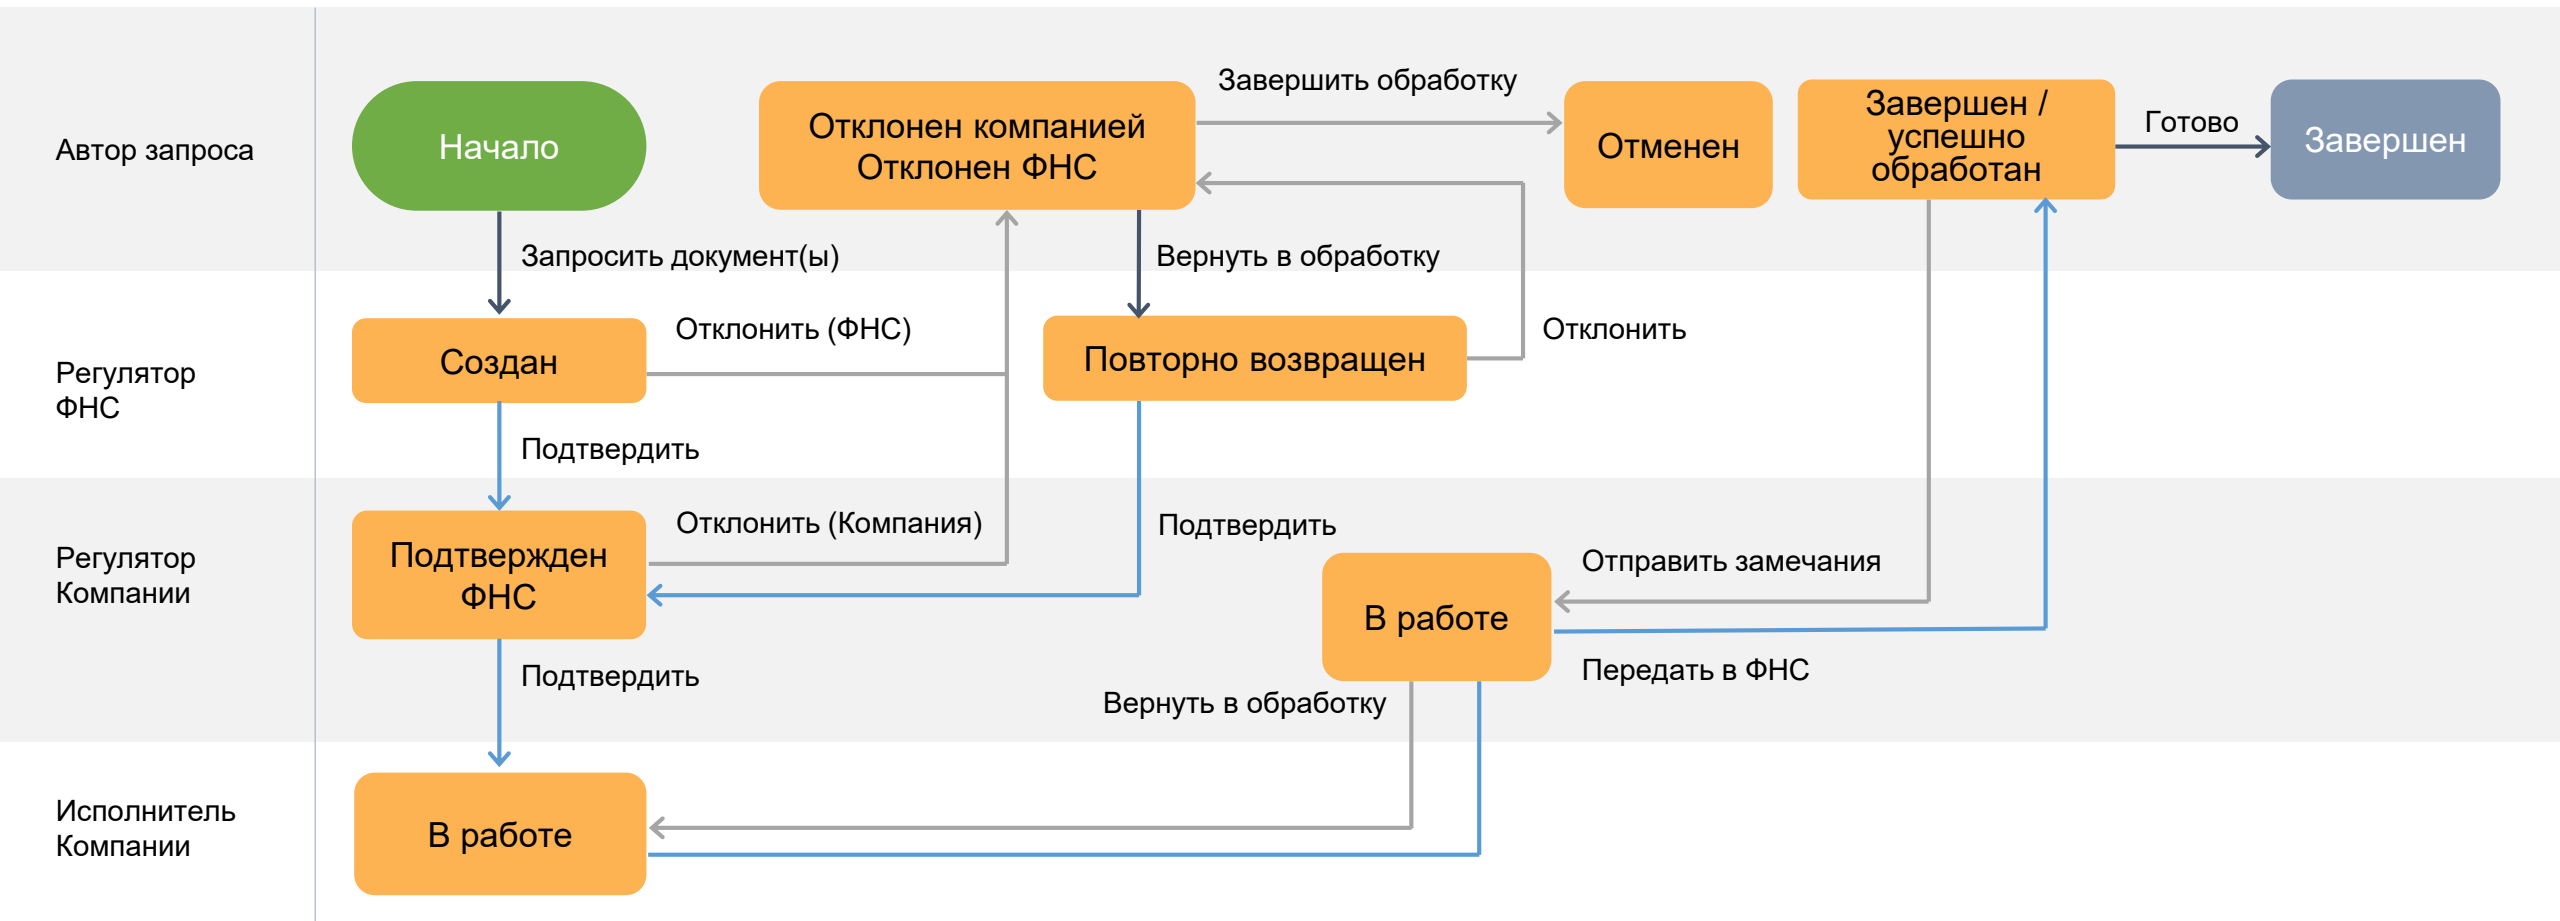 Автор запроса
Начало
Отклонен компанией
Отклонен ФНС
Завершить обработку
Отменен
Завершен /
успешно
обработан
Готово
Завершен
Запросить документ(ы)
Вернуть в обработку
Регулятор
ФНС
Создан
Отклонить (ФНС)
Повторно возвращен
Отклонить
Подтвердить
Регулятор
Компании
Подтвержден
ФНС
Отклонить (Компания)
Подтвердить
В работе
Отправить замечания
Передать в ФНС
Подтвердить
Вернуть в обработку
Исполнитель
Компании
В работе